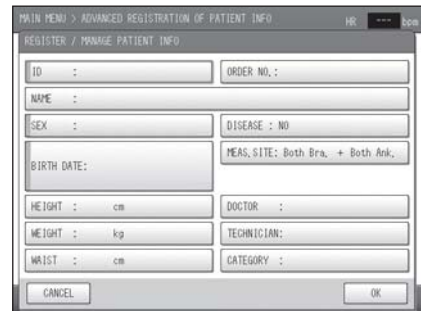 MAIN MENU > ADVANCED REGISTRATION OF PATIENT INFO HR --- bpm
REGISTER / MANAGE PATIENT INFO
ID : ORDER NO. :
NAME :
SEX : DISEASE : NO
BIRTH DATE: MEAS. SITE: Both Bra. + Both Ank.
HEIGHT : cm DOCTOR :
WEIGHT : kg TECHNICIAN:
WAIST : cm CATEGORY :
CANCEL OK